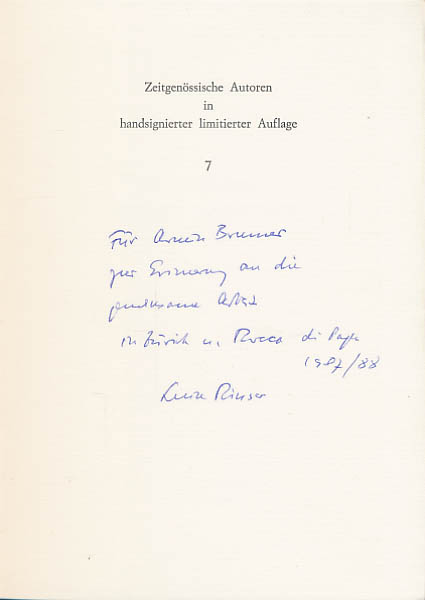 Zeitgenössische Autoren
in
handsignierter limitierter Auflage
7
Für Armin Brunner
zur Erinnerung an die
gemeinsame Arbeit
in Zürich u. Rocca di Papa
1987/88
Luise Rinser